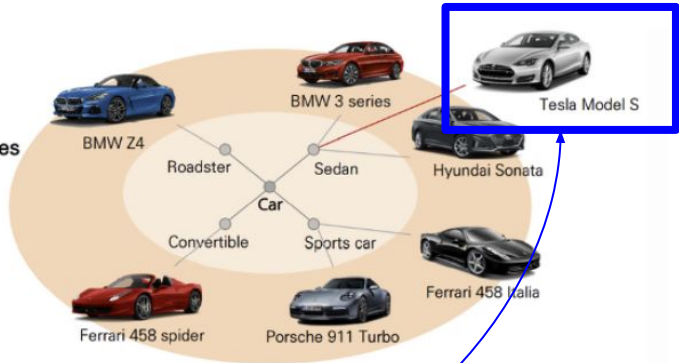 BMW 3 series
Tesla Model S
BMW Z4
es
Roadster
Sedan
Hyundai Sonata
Car
Convertible
Sports car
Ferrari 458 Italia
Ferrari 458 spider
Porsche 911 Turbo